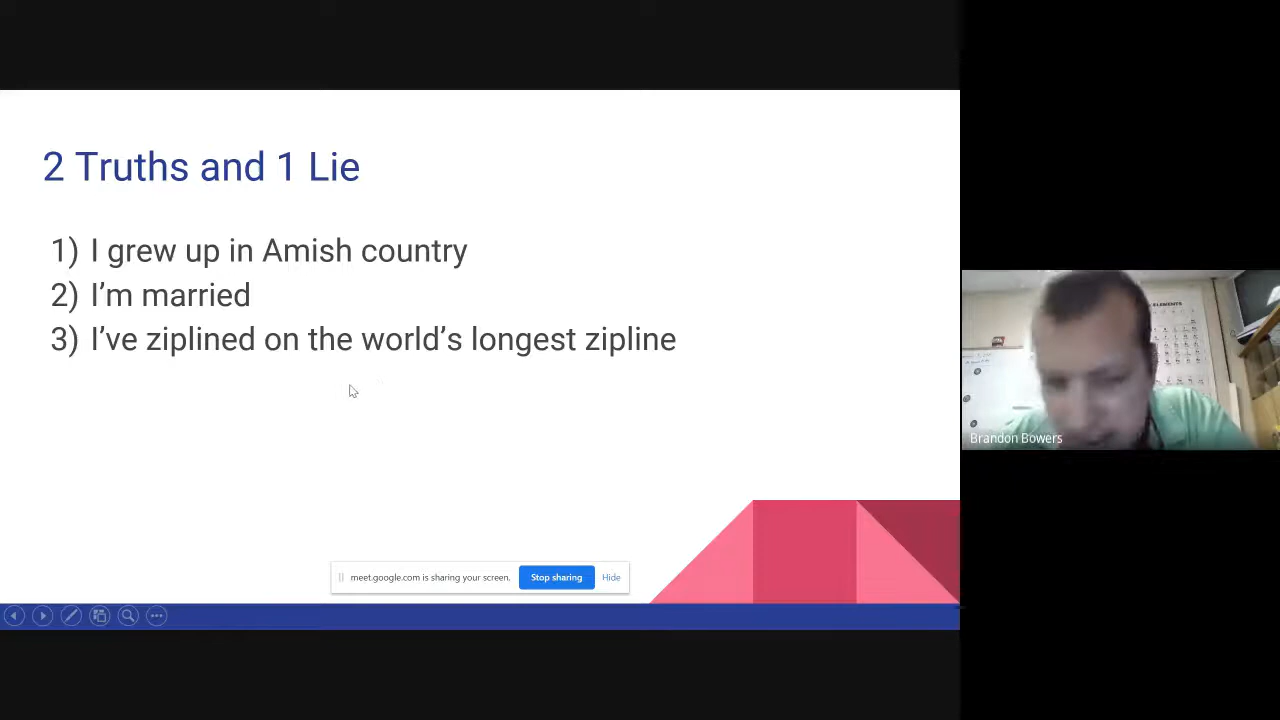 2 Truths and 1 Lie
1) I grew up in Amish country
2) I’m married
3) I’ve ziplined on the world’s longest zipline
ELEMENTS
Brandon Bowers
meet.google.com is sharing your screen. Stop sharing Hide